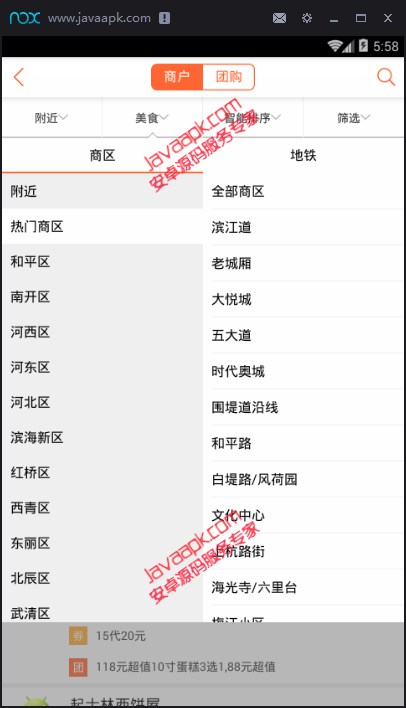 nox www.javaapk.com
5:58
商户 团购
附近 美食 智能排序 筛选
商区 地铁
附近
热门商区
和平区
南开区
河西区
河东区
河北区
滨海新区
红桥区
西青区
东丽区
北辰区
武清区
全部商区
滨江道
老城厢
大悦城
五大道
时代奥城
围堤道沿线
和平路
白堤路/风荷园
文化中心
上杭路街
海光寺/六里台
梅江小区
券 15代20元
团 118元超值10寸蛋糕3选1,88元超值
起士林西饼屋
Javaapk.com
安卓源码服务专家
Javaapk.com
安卓源码服务专家